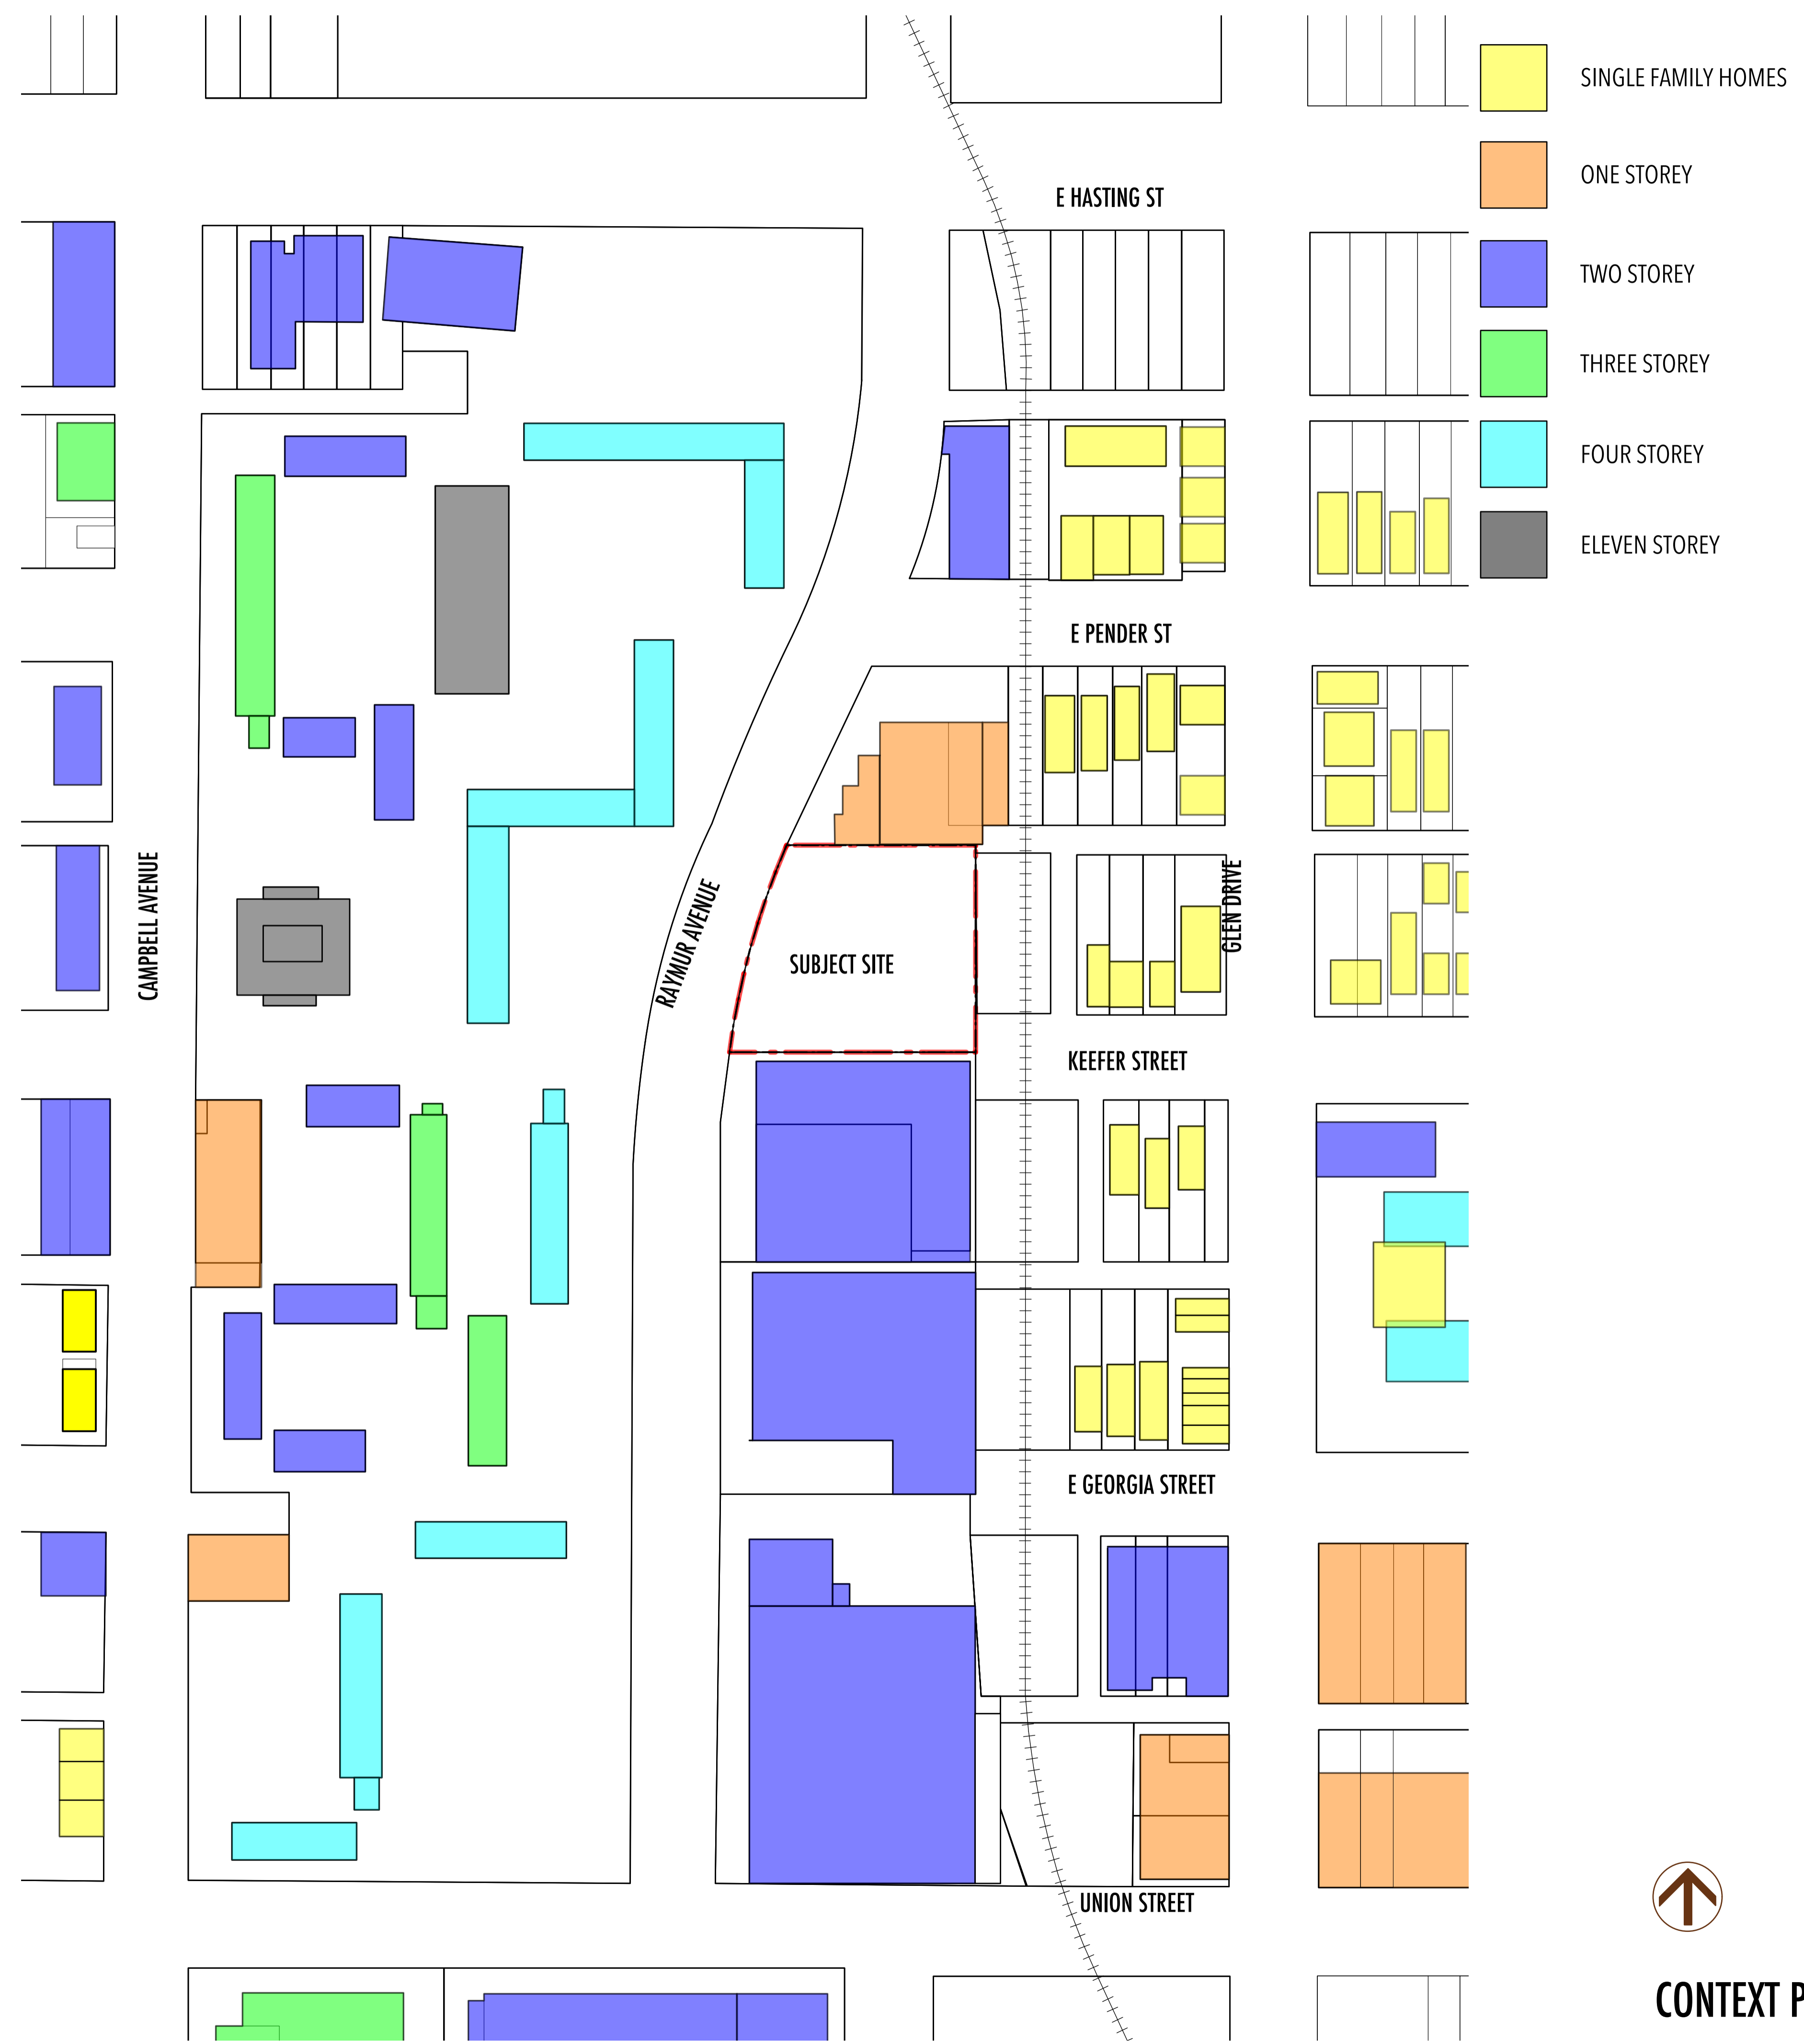 SINGLE FAMILY HOMES
ONE STOREY
E HASTING ST
TWO STOREY
THREE STOREY
FOUR STOREY
ELEVEN STOREY
E PENDER ST
CAMPBELL AVENUE
RAYMUR AVENUE
SUBJECT SITE
GLEN DRIVE
KEEFER STREET
E GEORGIA STREET
UNION STREET
CONTEXT P